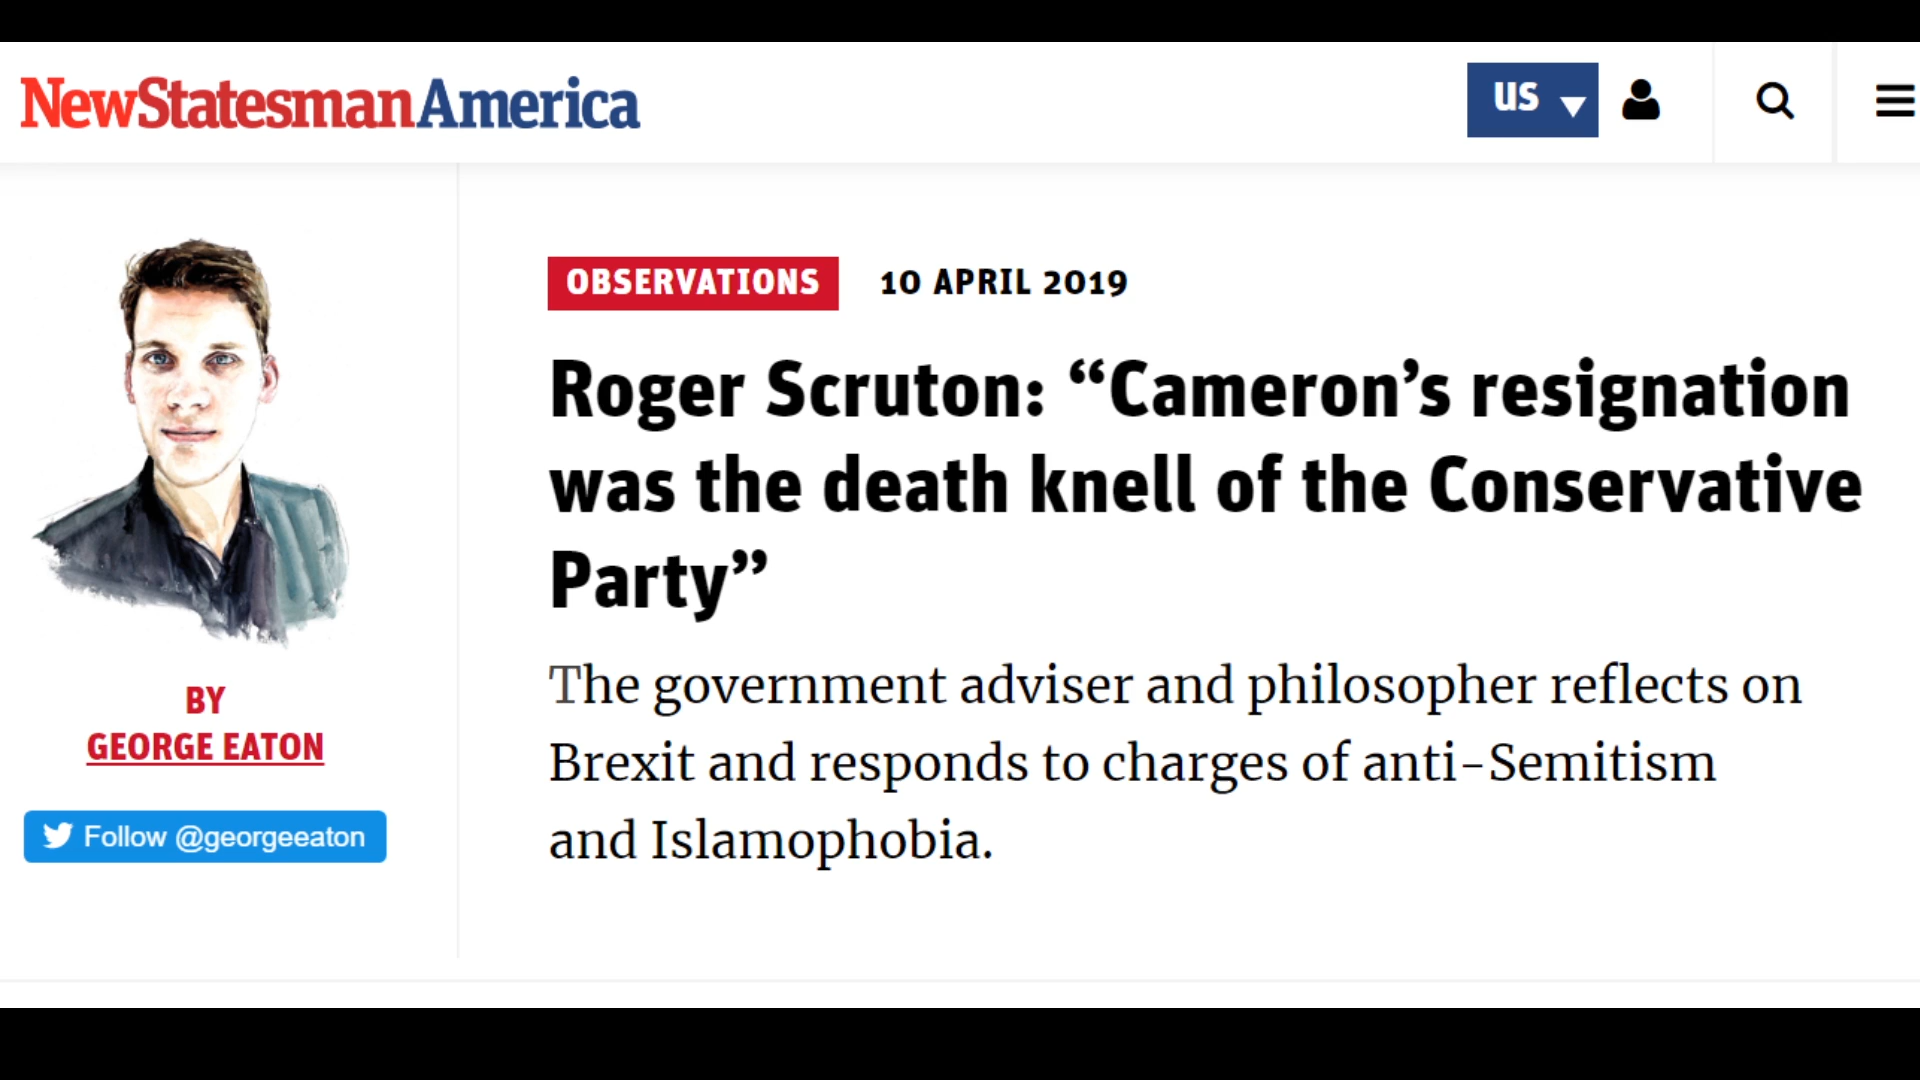 NewStatesmanAmerica
US
OBSERVATIONS 10 APRIL 2019
Roger Scruton: “Cameron’s resignation
was the death knell of the Conservative
Party”
The government adviser and philosopher reflects on
Brexit and responds to charges of anti-Semitism
and Islamophobia.
BY
GEORGE EATON
Follow @georgeeaton